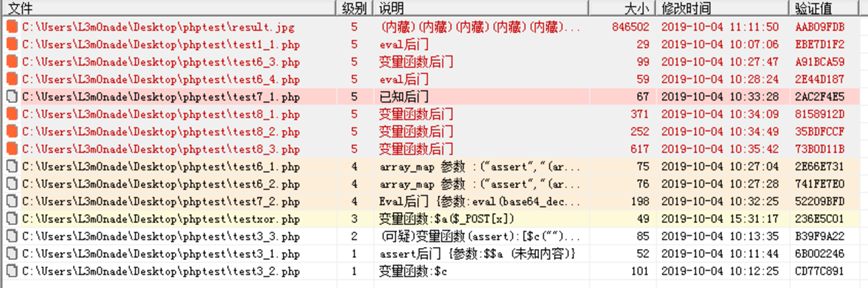 文件 级别 说明 大小 修改时间 验证值
C:\Users\L3mOnade\Desktop\phptest\result.jpg 5 (内藏)(内藏)(内藏)(内藏)(内藏)... 846502 2019-10-04 11:11:50 AAB09FDB
C:\Users\L3mOnade\Desktop\phptest\test1_1.php 5 eval后门 29 2019-10-04 10:07:06 EBE7D1F2
C:\Users\L3mOnade\Desktop\phptest\test6_3.php 5 变量函数后门 99 2019-10-04 10:27:47 A91BCA59
C:\Users\L3mOnade\Desktop\phptest\test6_4.php 5 eval后门 59 2019-10-04 10:28:24 2E44D187
C:\Users\L3mOnade\Desktop\phptest\test7_1.php 5 已知后门 67 2019-10-04 10:33:28 2AC2F4E5
C:\Users\L3mOnade\Desktop\phptest\test8_1.php 5 变量函数后门 371 2019-10-04 10:34:09 8158912D
C:\Users\L3mOnade\Desktop\phptest\test8_2.php 5 变量函数后门 252 2019-10-04 10:34:49 35BDFCCF
C:\Users\L3mOnade\Desktop\phptest\test8_3.php 5 变量函数后门 617 2019-10-04 10:35:42 73B0D11B
C:\Users\L3mOnade\Desktop\phptest\test6_1.php 4 array_map 参数 :("assert","(ar... 75 2019-10-04 10:27:04 2E66E731
C:\Users\L3mOnade\Desktop\phptest\test6_2.php 4 array_map 参数 :("assert","(ar... 76 2019-10-04 10:27:28 741FE7E0
C:\Users\L3mOnade\Desktop\phptest\test7_2.php 4 Eval后门 {参数:eval(base64_dec... 198 2019-10-04 10:32:25 52209BFD
C:\Users\L3mOnade\Desktop\phptest\testxor.php 3 变量函数:$a($_POST[x]) 49 2019-10-04 15:31:17 236E5C01
C:\Users\L3mOnade\Desktop\phptest\test3_3.php 2 (可疑)变量函数(assert):[$c("")... 85 2019-10-04 10:13:35 B39F9A22
C:\Users\L3mOnade\Desktop\phptest\test3_1.php 1 assert后门 {参数:$$a (未知内容)} 52 2019-10-04 10:11:44 6B002246
C:\Users\L3mOnade\Desktop\phptest\test3_2.php 1 变量函数:$c 101 2019-10-04 10:12:25 CD77C891